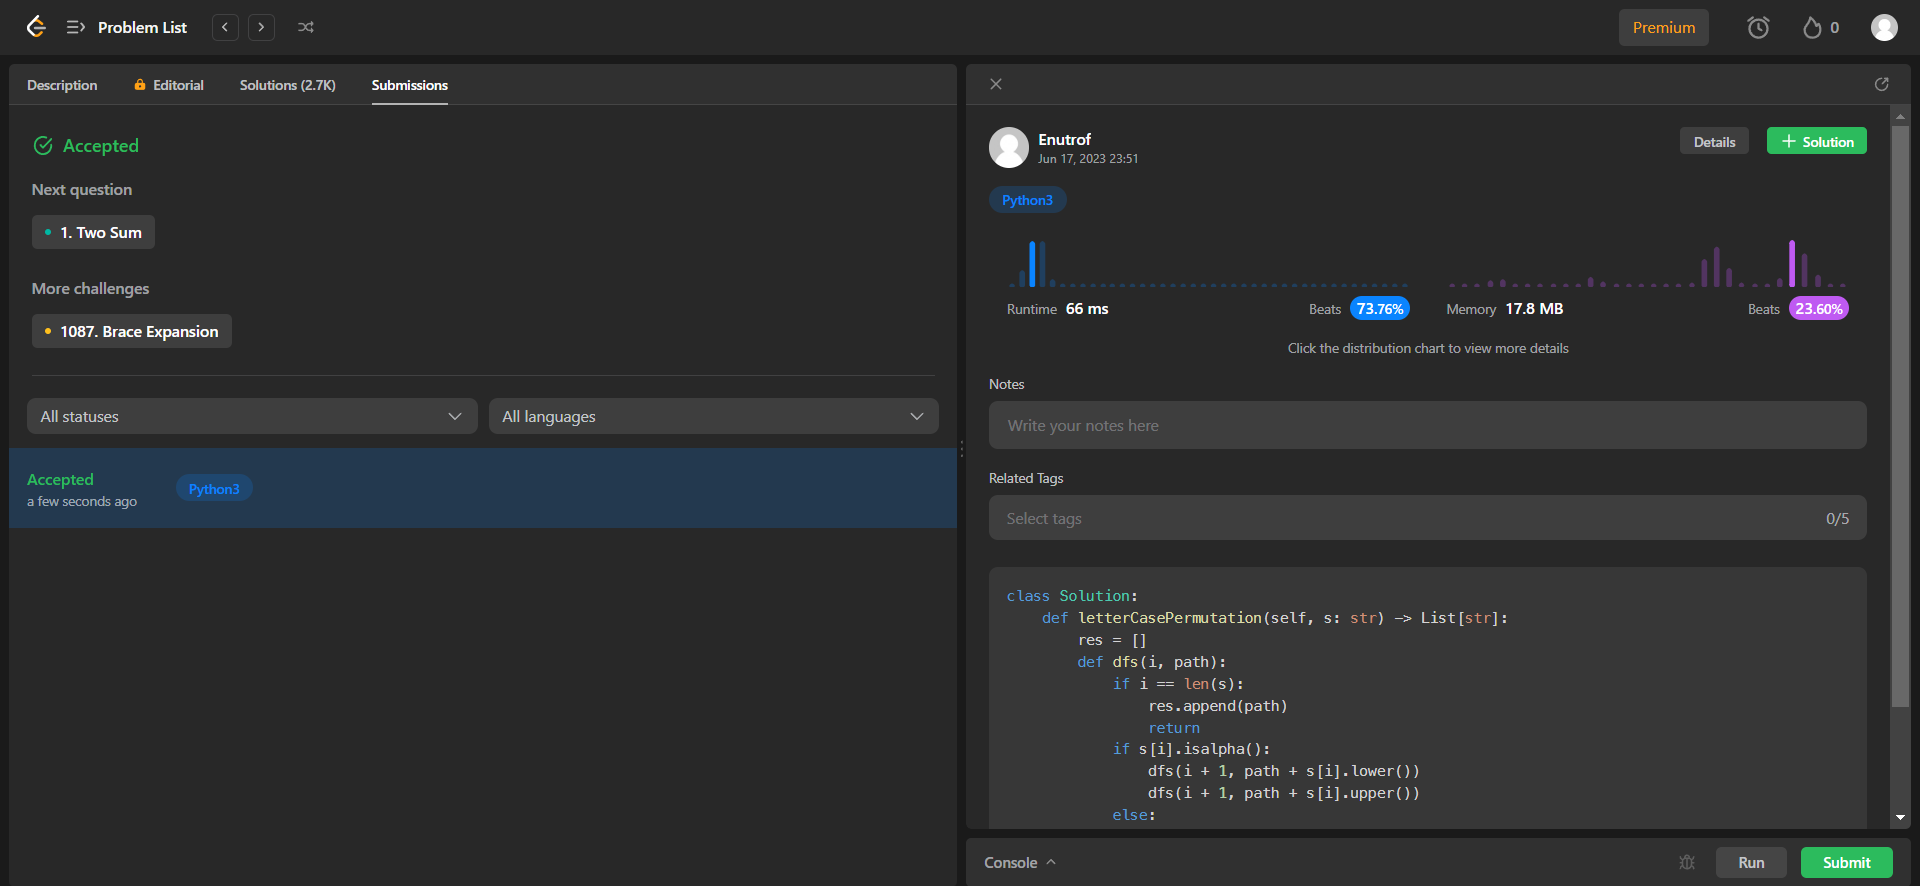 Problem List
Premium
0
Description
Editorial
Solutions (2.7K)
Submissions
Accepted
Next question
1. Two Sum
More challenges
1087. Brace Expansion
All statuses
All languages
Accepted
a few seconds ago
Python3
Enutrof
Jun 17, 2023 23:51
Details
+ Solution
Python3
Runtime 66 ms
Beats 73.76%
Memory 17.8 MB
Beats 23.60%
Click the distribution chart to view more details
Notes
Write your notes here
Related Tags
Select tags
0/5
class Solution:
    def letterCasePermutation(self, s: str) -> List[str]:
        res = []
        def dfs(i, path):
            if i == len(s):
                res.append(path)
                return
            if s[i].isalpha():
                dfs(i + 1, path + s[i].lower())
                dfs(i + 1, path + s[i].upper())
            else:
Console
Run
Submit